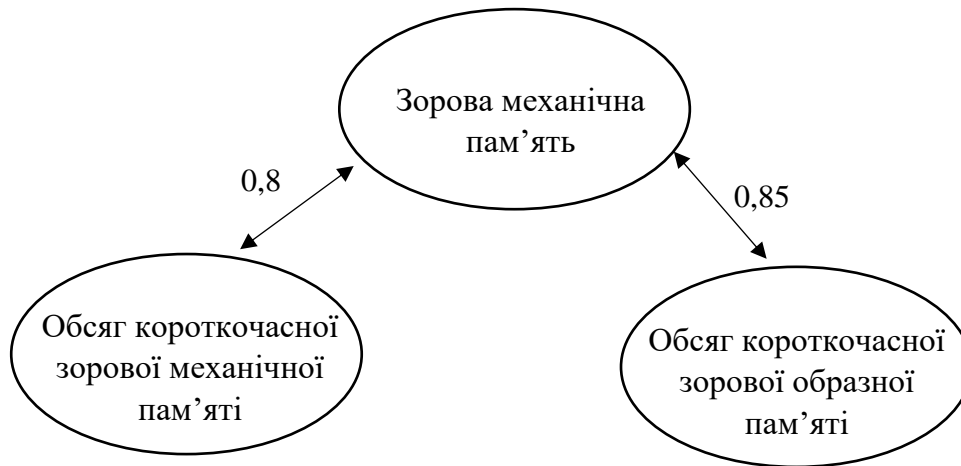 Зорова механічна
пам’ять
0,8
0,85
Обсяг короткочасної
зорової механічної
пам’яті
Обсяг короткочасної
зорової образної
пам’яті